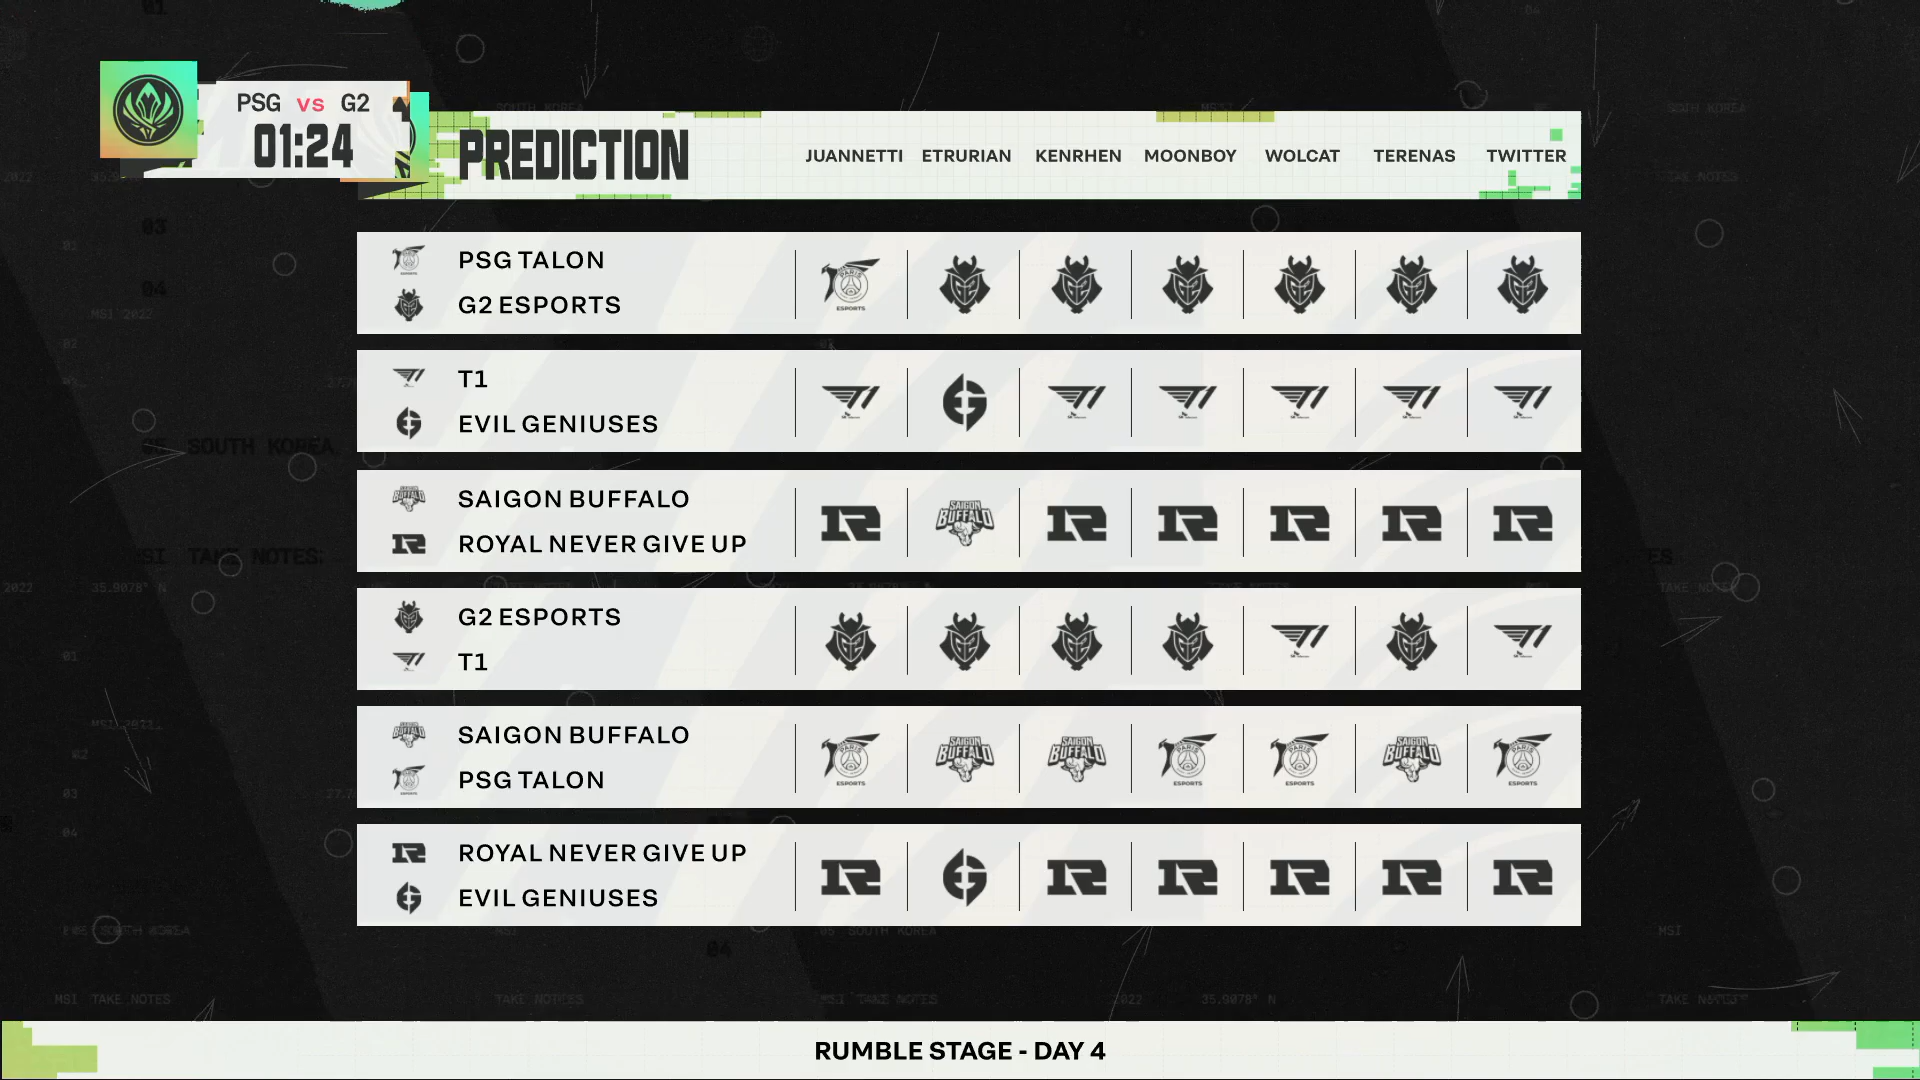 PSG vs G2
01:24
PREDICTION
JUANNETTI ETRURIAN KENRHEN MOONBOY WOLCAT TERENAS TWITTER
PSG TALON
G2 ESPORTS
T1
EVIL GENIUSES
SAIGON BUFFALO
ROYAL NEVER GIVE UP
G2 ESPORTS
T1
SAIGON BUFFALO
PSG TALON
ROYAL NEVER GIVE UP
EVIL GENIUSES
RUMBLE STAGE - DAY 4